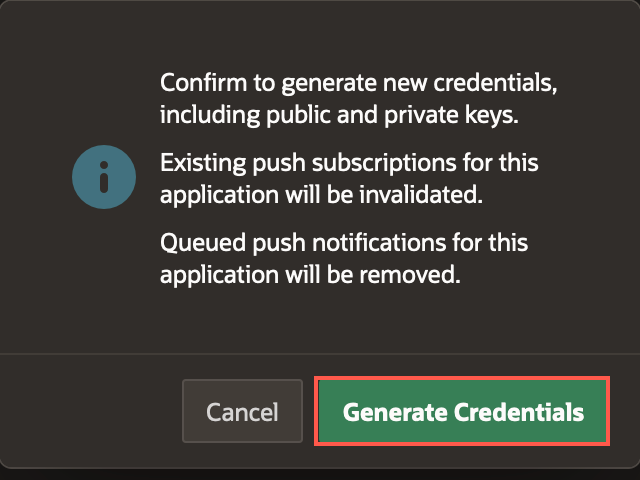 Confirm to generate new credentials,
including public and private keys.
Existing push subscriptions for this
application will be invalidated.
Queued push notifications for this
application will be removed.
Cancel
Generate Credentials